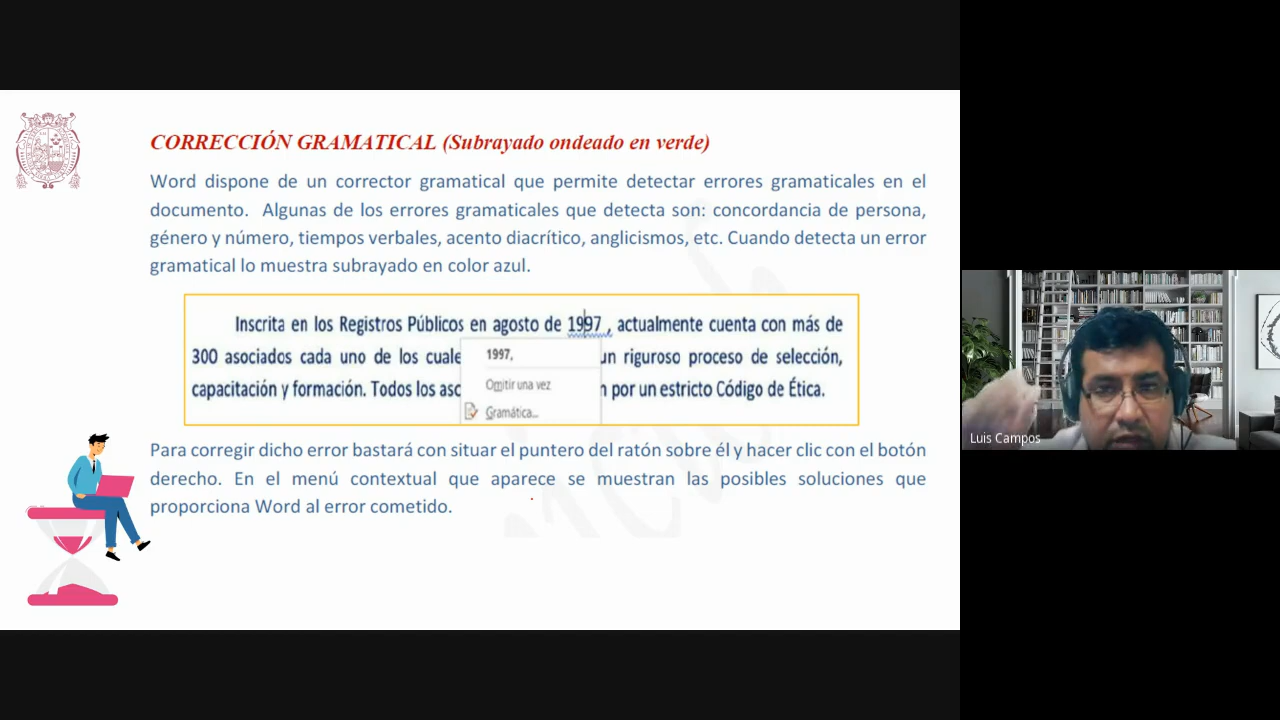 CORRECCIÓN GRAMATICAL (Subrayado ondeado en verde)
Word dispone de un corrector gramatical que permite detectar errores gramaticales en el
documento. Algunas de los errores gramaticales que detecta son: concordancia de persona,
género y número, tiempos verbales, acento diacrítico, anglicismos, etc. Cuando detecta un error
gramatical lo muestra subrayado en color azul.
Inscrita en los Registros Públicos en agosto de 1997 , actualmente cuenta con más de
300 asociados cada uno de los cuale un riguroso proceso de selección,
capacitación y formación. Todos los asc n por un estricto Código de Ética.
1997,
Omitir una vez
Gramática...
Para corregir dicho error bastará con situar el puntero del ratón sobre él y hacer clic con el botón
derecho. En el menú contextual que aparece se muestran las posibles soluciones que
proporciona Word al error cometido.
Luis Campos